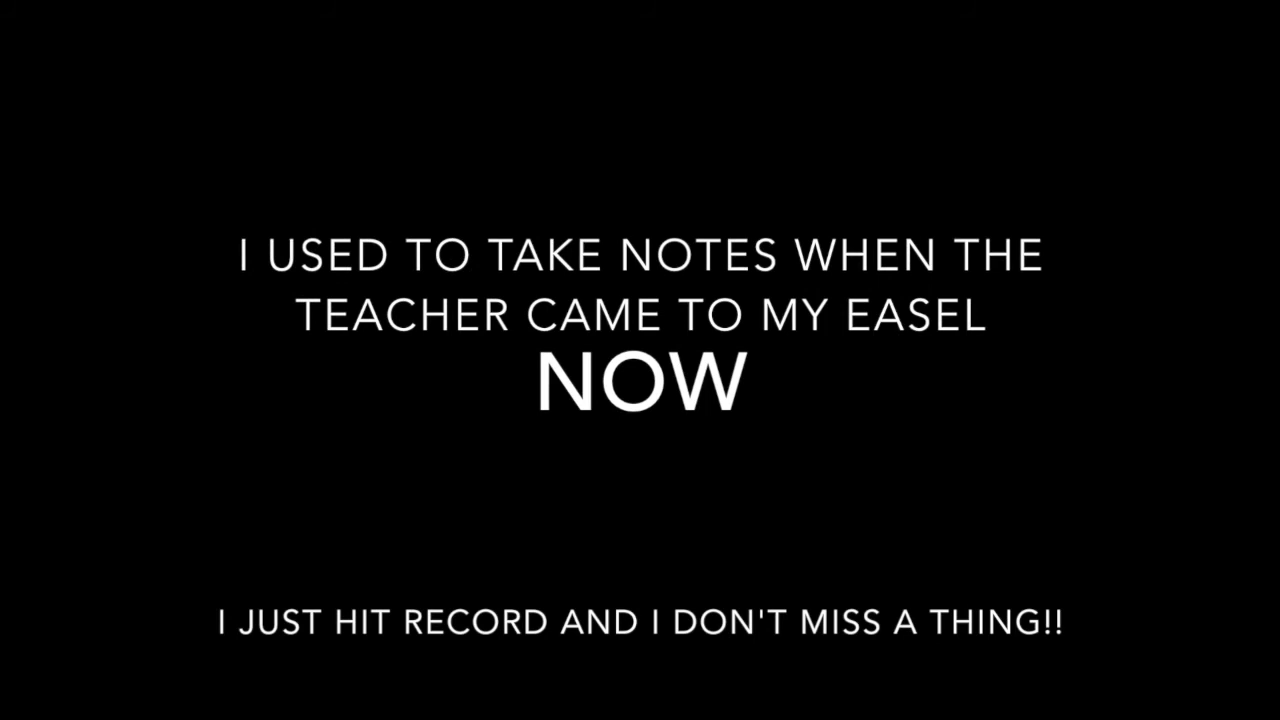 I USED TO TAKE NOTES WHEN THE
TEACHER CAME TO MY EASEL
NOW
I JUST HIT RECORD AND I DON'T MISS A THING!!